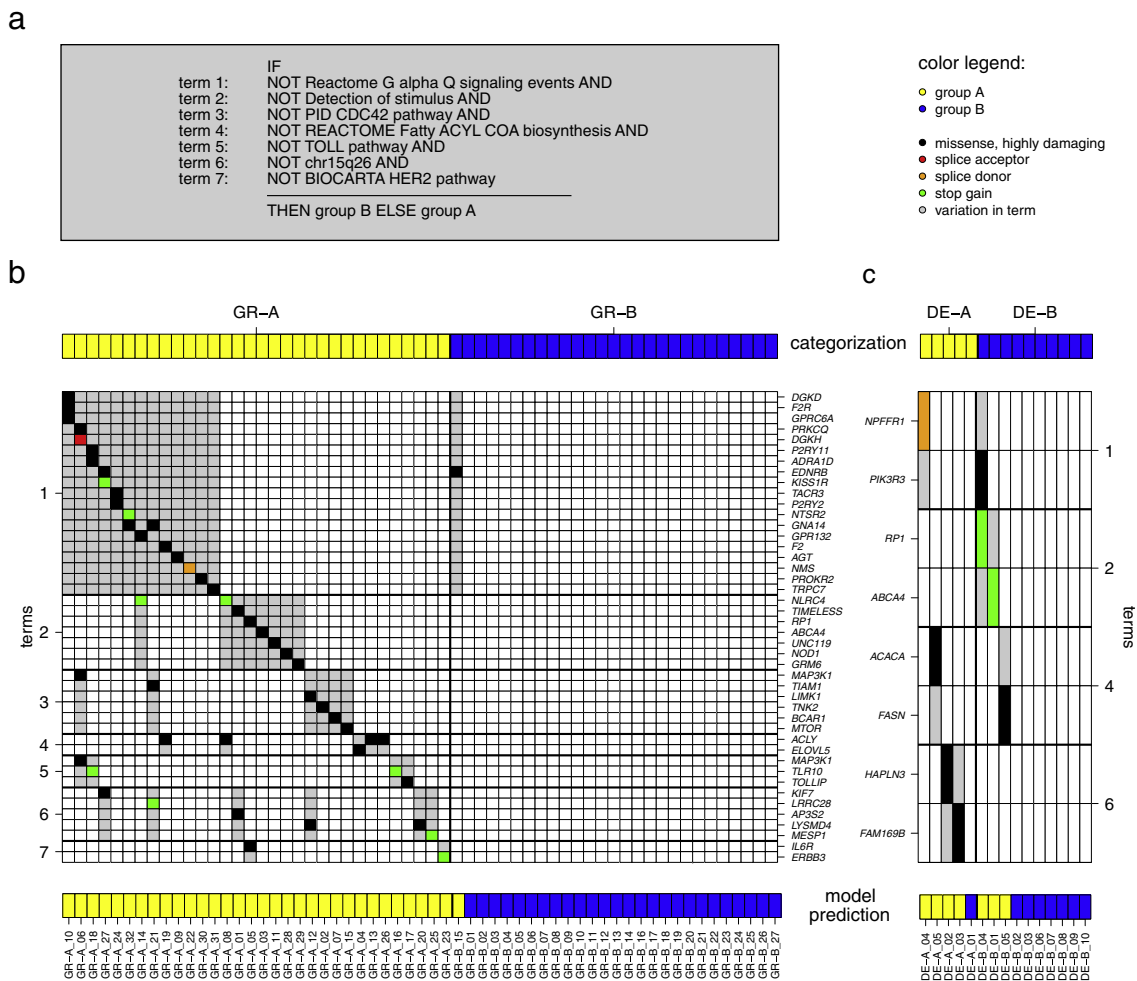 a
IF
term 1: NOT Reactome G alpha Q signaling events AND
term 2: NOT Detection of stimulus AND
term 3: NOT PID CDC42 pathway AND
term 4: NOT REACTOME Fatty ACYL COA biosynthesis AND
term 5: NOT TOLL pathway AND
term 6: NOT chr15q26 AND
term 7: NOT BIOCARTA HER2 pathway
THEN group B ELSE group A
color legend:
group A
group B
missense, highly damaging
splice acceptor
splice donor
stop gain
variation in term
b
GR–A
GR–B
categorization
terms
1
2
3
4
5
6
7
DGKD
F2R
GPRC6A
PRKCQ
DGKH
P2RY11
ADRA1D
EDNRB
KISS1R
TACR3
P2RY2
NTSR2
GNA14
GPR132
F2
AGT
NMS
PROKR2
TRPC7
NLRC4
TIMELESS
RP1
ABCA4
UNC119
NOD1
GRM6
MAP3K1
TIAM1
LIMK1
TNK2
BCAR1
MTOR
ACLY
ELOVL5
MAP3K1
TLR10
TOLLIP
KIF7
LRRC28
AP3S2
LYSMD4
MESP1
IL6R
ERBB3
model prediction
GR–A_10
GR–A_06
GR–A_18
GR–A_27
GR–A_24
GR–A_32
GR–A_14
GR–A_21
GR–A_19
GR–A_09
GR–A_22
GR–A_30
GR–A_31
GR–A_08
GR–A_05
GR–A_03
GR–A_11
GR–A_28
GR–A_29
GR–A_12
GR–A_02
GR–A_07
GR–A_15
GR–A_04
GR–A_13
GR–A_26
GR–A_16
GR–A_17
GR–A_20
GR–A_25
GR–A_01
GR–A_23
GR–B_15
GR–B_02
GR–B_03
GR–B_04
GR–B_05
GR–B_06
GR–B_09
GR–B_07
GR–B_08
GR–B_10
GR–B_01
GR–B_11
GR–B_12
GR–B_13
GR–B_14
GR–B_16
GR–B_17
GR–B_18
GR–B_19
GR–B_20
GR–B_21
GR–B_22
GR–B_23
GR–B_24
GR–B_25
GR–B_26
GR–B_27
c
DE–A
DE–B
NPFFR1
PIK3R3
RP1
ABCA4
ACACA
FASN
HAPLN3
FAM169B
1
2
4
6
terms
DE–A_04
DE–A_05
DE–A_02
DE–A_03
DE–A_01
DE–B_04
DE–B_01
DE–B_05
DE–B_02
DE–B_03
DE–B_06
DE–B_07
DE–B_08
DE–B_09
DE–B_10